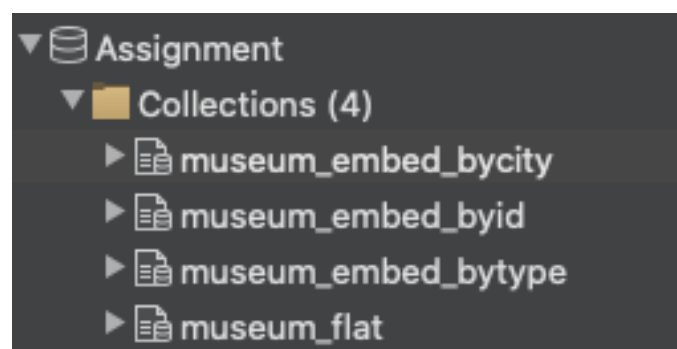 Assignment
Collections (4)
museum_embed_bycity
museum_embed_byid
museum_embed_bytype
museum_flat